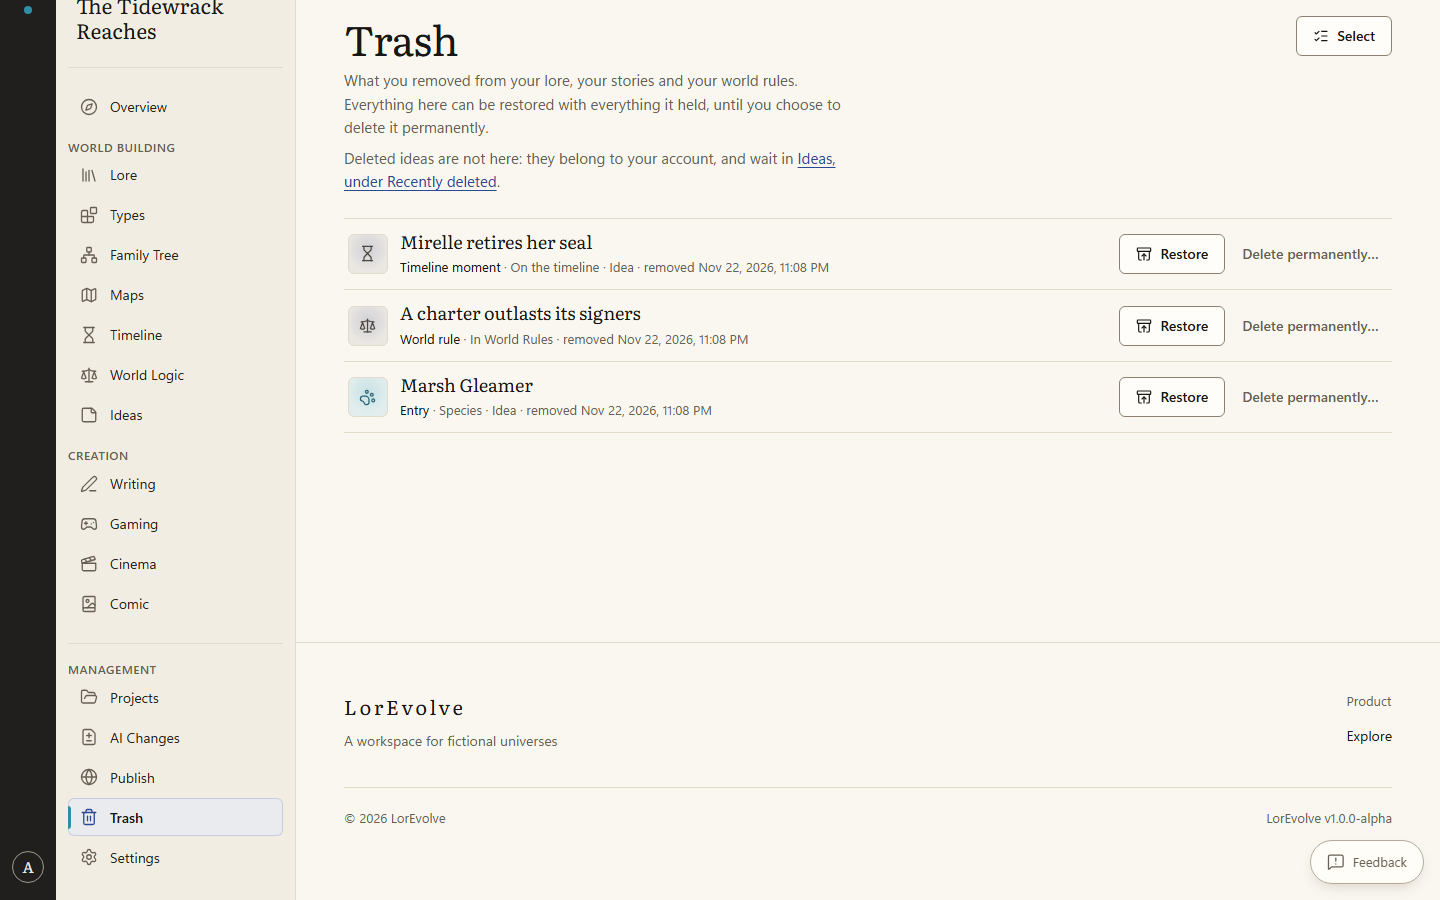 The Tidewrack
Reaches
Overview
WORLD BUILDING
Lore
Types
Family Tree
Maps
Timeline
World Logic
Ideas
CREATION
Writing
Gaming
Cinema
Comic
MANAGEMENT
Projects
AI Changes
Publish
Trash
Settings
A
Trash
Select
What you removed from your lore, your stories and your world rules.
Everything here can be restored with everything it held, until you choose to
delete it permanently.
Deleted ideas are not here: they belong to your account, and wait in Ideas,
under Recently deleted.
Mirelle retires her seal
Timeline moment · On the timeline · Idea · removed Nov 22, 2026, 11:08 PM
Restore
Delete permanently...
A charter outlasts its signers
World rule · In World Rules · removed Nov 22, 2026, 11:08 PM
Restore
Delete permanently...
Marsh Gleamer
Entry · Species · Idea · removed Nov 22, 2026, 11:08 PM
Restore
Delete permanently...
LorEvolve
A workspace for fictional universes
Product
Explore
© 2026 LorEvolve
LorEvolve v1.0.0-alpha
Feedback